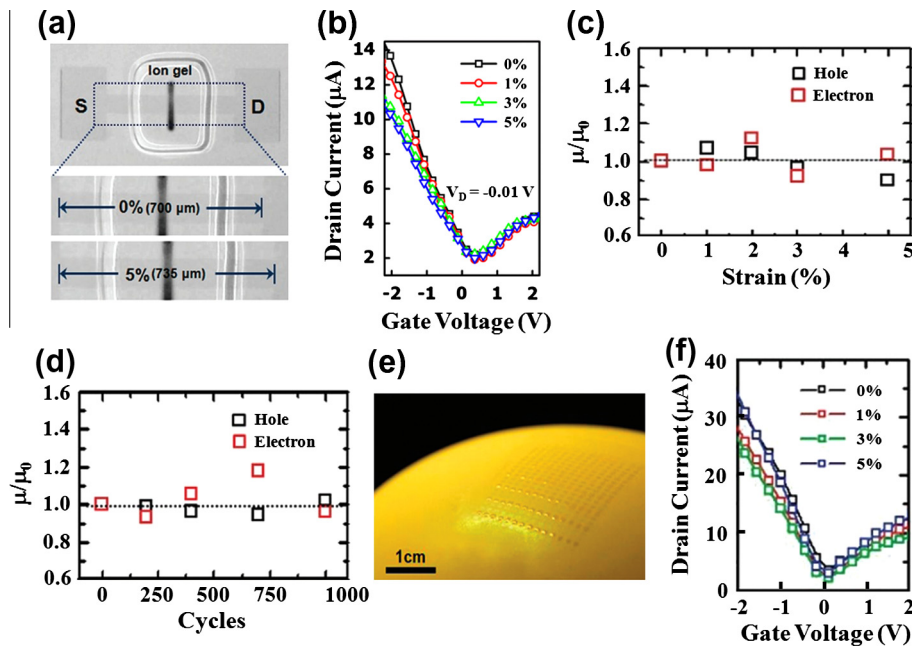 (a)
Ion gel
S
D
0% (700 µm)
5% (735 µm)
(b)
Drain Current (µA)
14
12
10
8
6
4
2
0%
1%
3%
5%
V_D = -0.01 V
-2 -1 0 1 2
Gate Voltage (V)
(c)
µ/µ0
1.6
1.4
1.2
1.0
0.8
0.6
Hole
Electron
0 1 2 3 4 5
Strain (%)
(d)
µ/µ0
1.6
1.4
1.2
1.0
0.8
0.6
Hole
Electron
0 250 500 750 1000
Cycles
(e)
1cm
(f)
Drain Current (µA)
40
30
20
10
0
0%
1%
3%
5%
-2 -1 0 1 2
Gate Voltage (V)